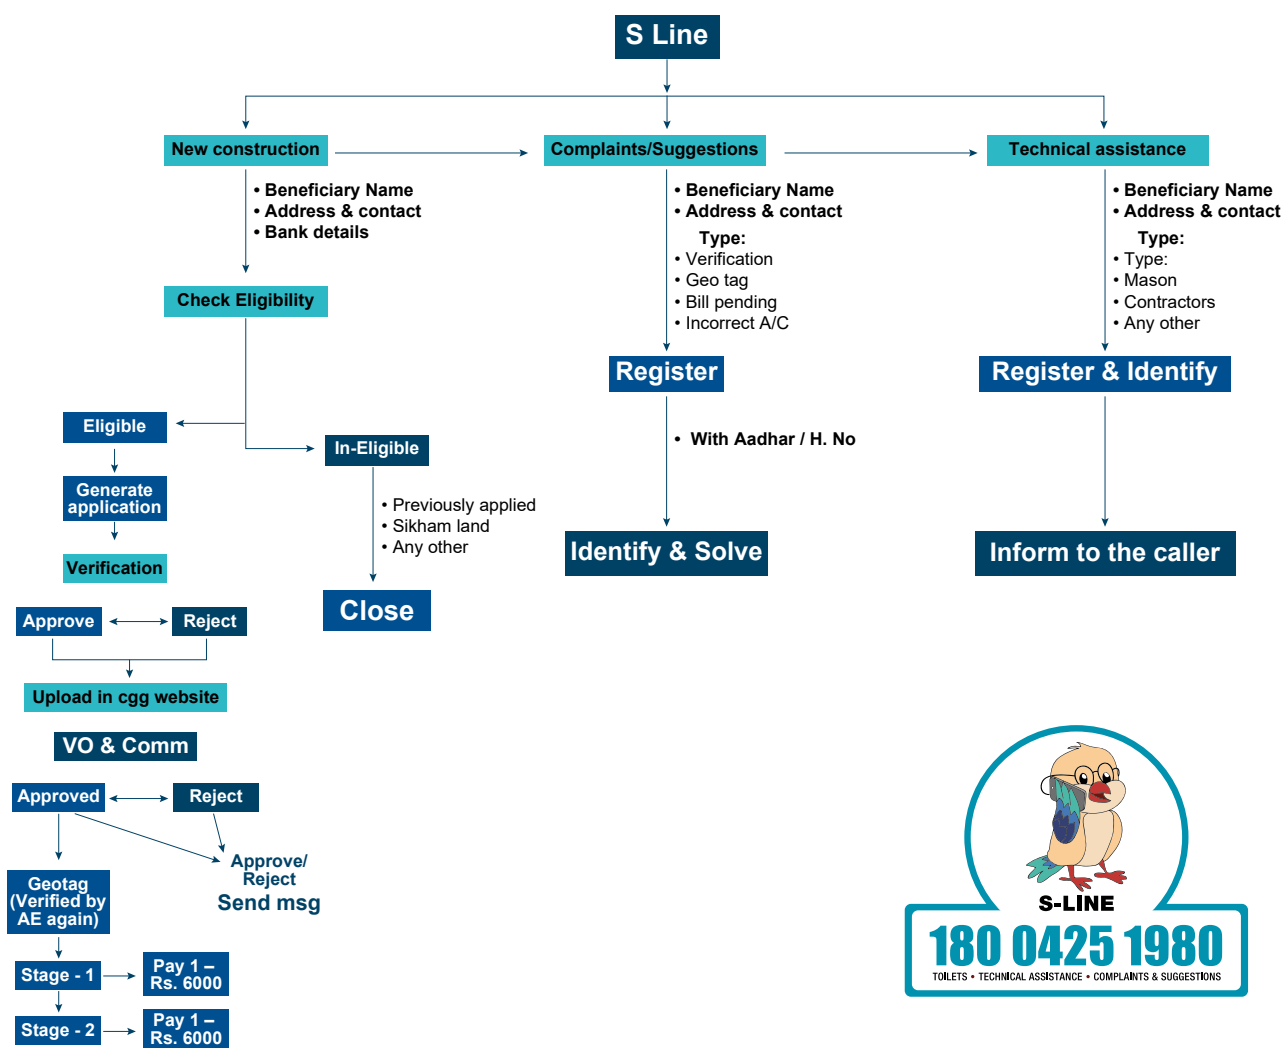 S Line
New construction
Complaints/Suggestions
Technical assistance
• Beneficiary Name
• Address & contact
• Bank details
• Beneficiary Name
• Address & contact
Type:
• Verification
• Geo tag
• Bill pending
• Incorrect A/C
• Beneficiary Name
• Address & contact
Type:
• Type:
• Mason
• Contractors
• Any other
Check Eligibility
Register
Register & Identify
Eligible
In-Eligible
• With Aadhar / H. No
Generate
application
• Previously applied
• Sikham land
• Any other
Verification
Identify & Solve
Inform to the caller
Close
Approve
Reject
Upload in cgg website
VO & Comm
Approved
Reject
Approve/
Reject
Send msg
Geotag
(Verified by
AE again)
Stage - 1
Pay 1 –
Rs. 6000
Stage - 2
Pay 1 –
Rs. 6000
S-LINE
180 0425 1980
TOILETS • TECHNICAL ASSISTANCE • COMPLAINTS & SUGGESTIONS